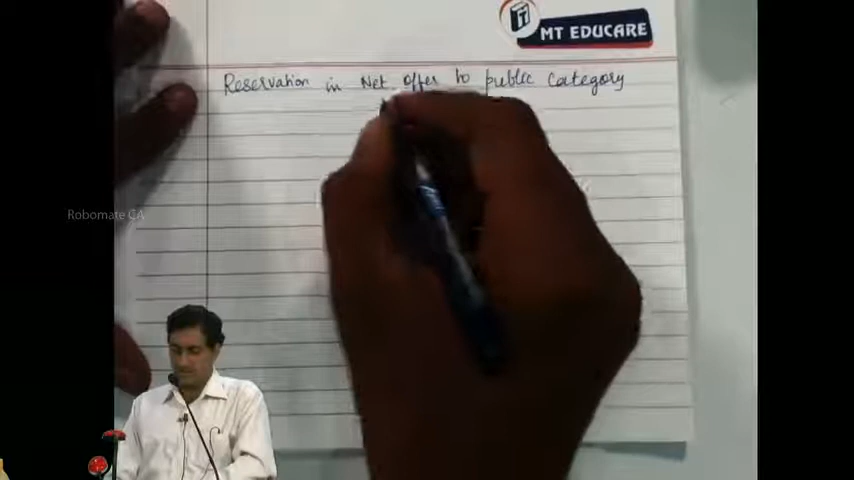 MT EDUCARE
Reservation in Net offer to public Category
Robomate CA